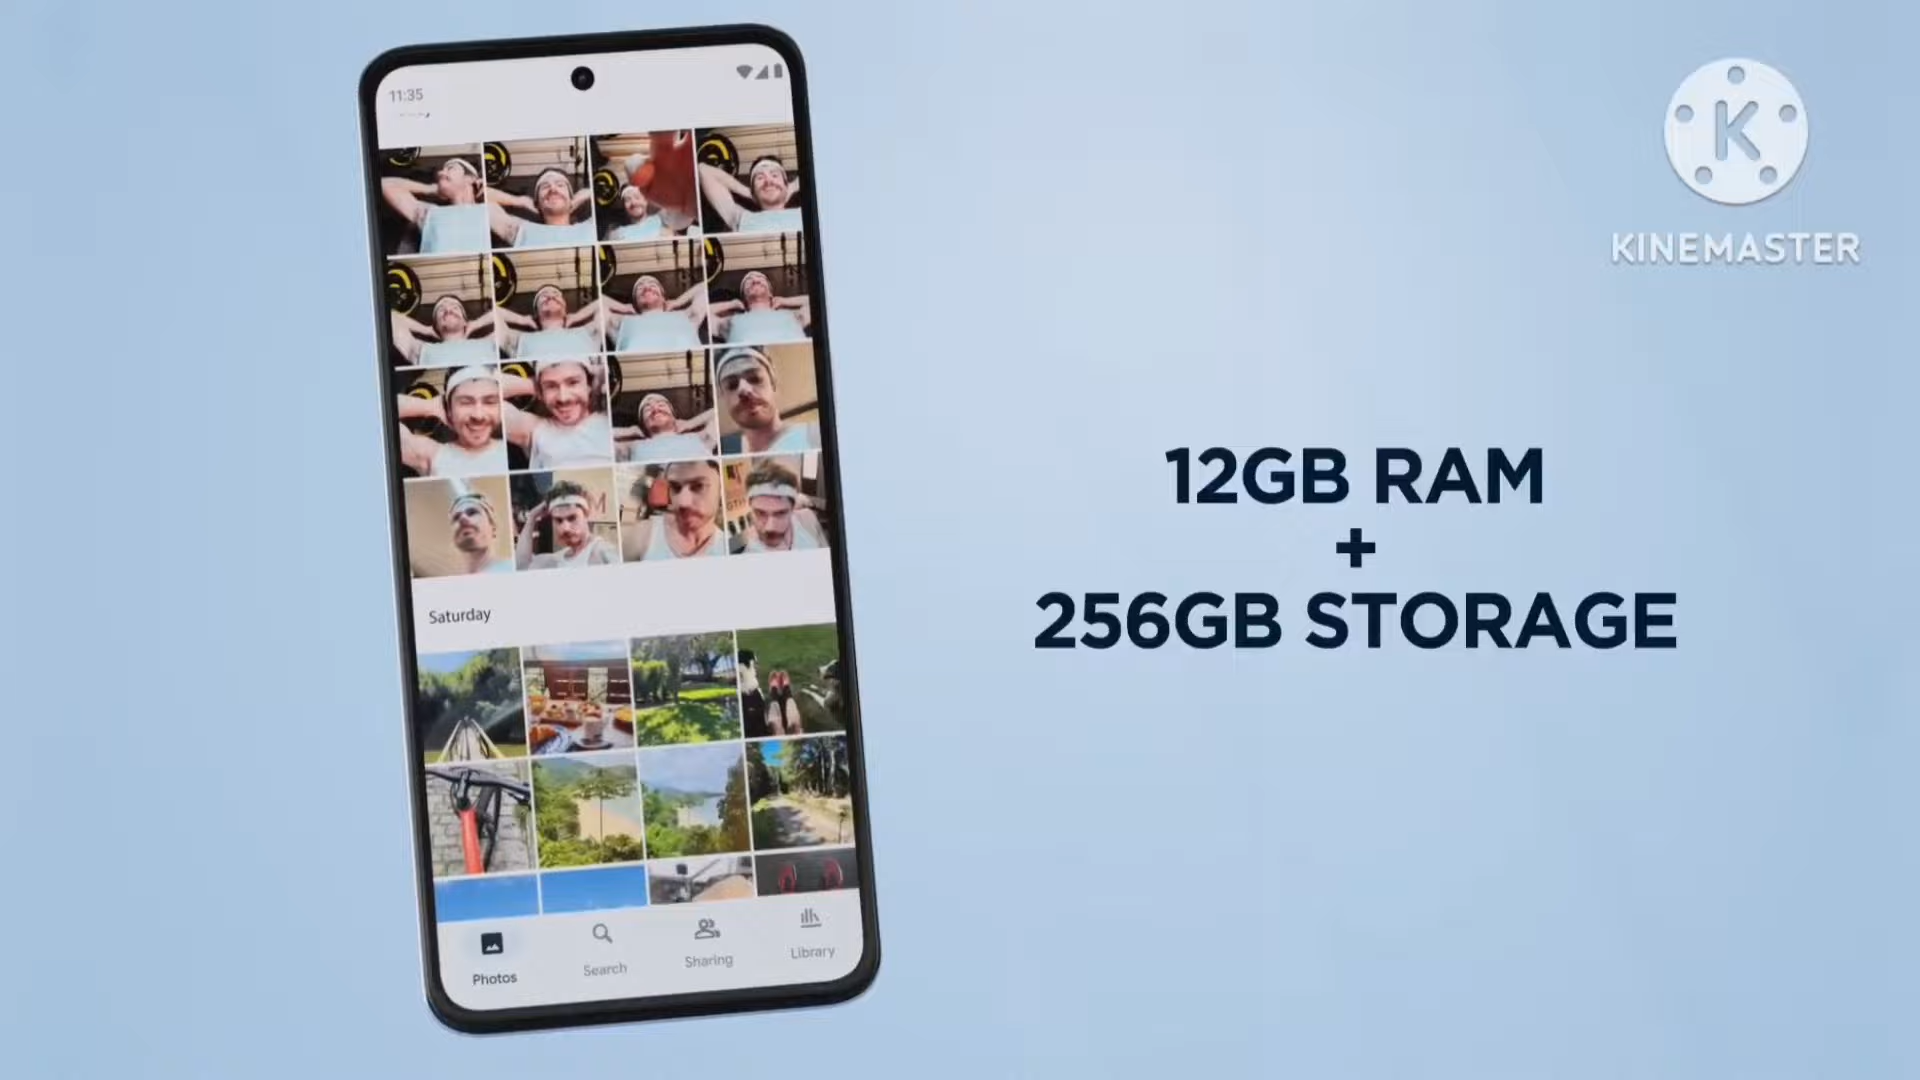 11:35
KINEMASTER
12GB RAM
+
256GB STORAGE
Saturday
Photos
Search
Sharing
Library